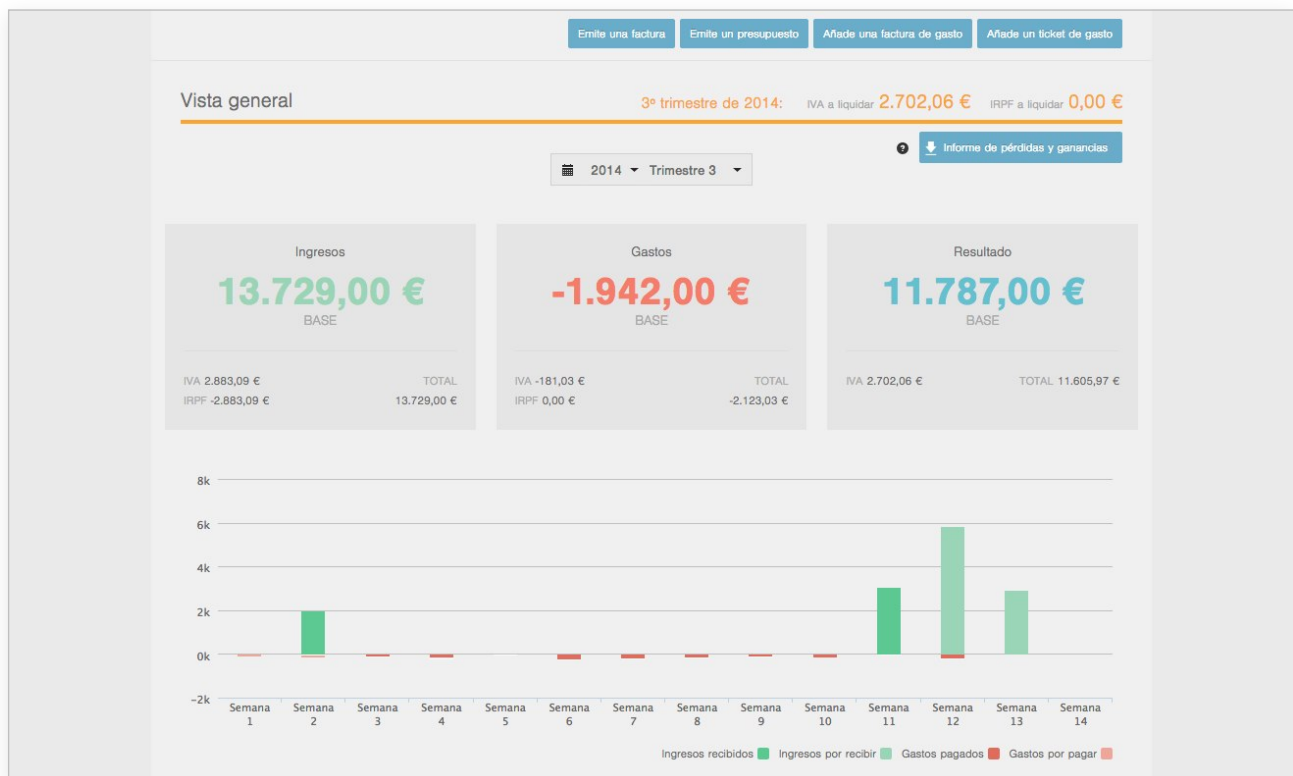 Emite una factura Emite un presupuesto Añade una factura de gasto Añade un ticket de gasto
Vista general 3º trimestre de 2014: IVA a liquidar 2.702,06 € IRPF a liquidar 0,00 €
? Informe de pérdidas y ganancias
2014 Trimestre 3
Ingresos Gastos Resultado
13.729,00 € -1.942,00 € 11.787,00 €
BASE BASE BASE
IVA 2.883,09 € TOTAL IVA -181,03 € TOTAL IVA 2.702,06 € TOTAL 11.605,97 €
IRPF -2.883,09 € 13.729,00 € IRPF 0,00 € -2.123,03 €
8k
6k
4k
2k
0k
-2k
Semana Semana Semana Semana Semana Semana Semana Semana Semana Semana Semana Semana Semana Semana
1 2 3 4 5 6 7 8 9 10 11 12 13 14
Ingresos recibidos Ingresos por recibir Gastos pagados Gastos por pagar